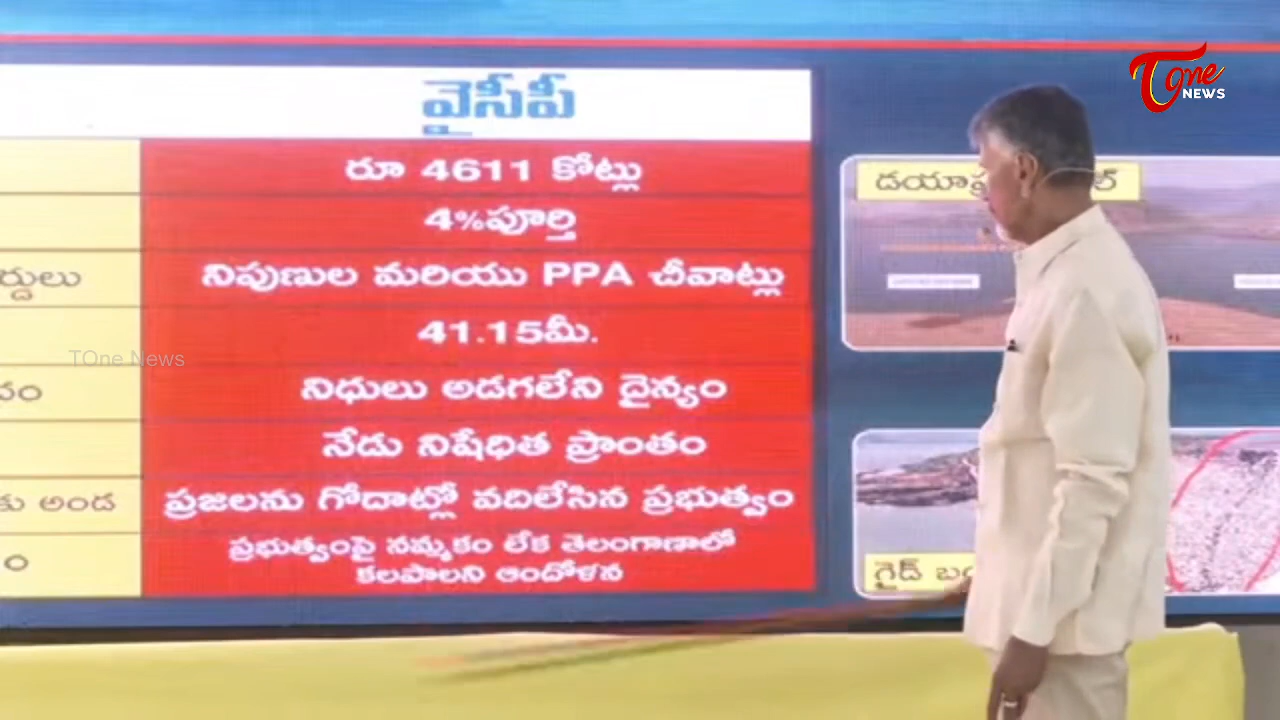 TOne
NEWS
వైసీపీ
రూ 4611 కోట్లు
4%పూర్తి
నిపుణుల మరియు PPA చీవాట్లు
41.15మీ.
TOne News
నిధులు అడగలేని దైన్యం
నేడు నిషేధిత ప్రాంతం
కు అండ
ప్రజలను గోదాట్లో వదిలేసిన ప్రభుత్వం
ప్రభుత్వంపై నమ్మకం లేక తెలంగాణాలో
కలపాలని ఆందోళన
గైడ్